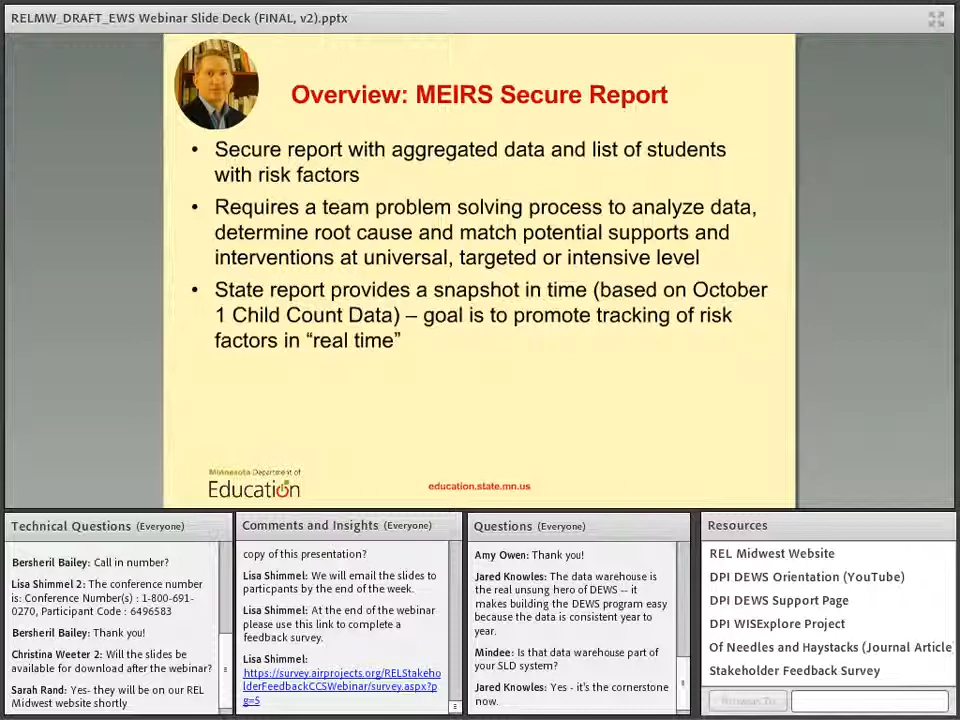 RELMW_DRAFT_EWS Webinar Slide Deck (FINAL, v2).pptx
Overview: MEIRS Secure Report
• Secure report with aggregated data and list of students
with risk factors
• Requires a team problem solving process to analyze data,
determine root cause and match potential supports and
interventions at universal, targeted or intensive level
• State report provides a snapshot in time (based on October
1 Child Count Data) – goal is to promote tracking of risk
factors in “real time”
Minnesota Department of
Education
education.state.mn.us
Technical Questions (Everyone)
Bersheril Bailey: Call in number?
Lisa Shimmel 2: The conference number
is: Conference Number(s) : 1-800-691-
0270, Participant Code : 6496583
Bersheril Bailey: Thank you!
Christina Weeter 2: Will the slides be
available for download after the webinar?
Sarah Rand: Yes- they will be on our REL
Midwest website shortly
Comments and Insights (Everyone)
copy of this presentation?
Lisa Shimmel: We will email the slides to
particpants by the end of the week.
Lisa Shimmel: At the end of the webinar
please use this link to complete a
feedback survey.
Lisa Shimmel:
https://survey.airprojects.org/RELStakeho
lderFeedbackCCSWebinar/survey.aspx?p
g=5
Questions (Everyone)
Amy Owen: Thank you!
Jared Knowles: The data warehouse is
the real unsung hero of DEWS -- it
makes building the DEWS program easy
because the data is consistent year to
year.
Mindee: Is that data warehouse part of
your SLD system?
Jared Knowles: Yes - it's the cornerstone
now.
Resources
REL Midwest Website
DPI DEWS Orientation (YouTube)
DPI DEWS Support Page
DPI WISExplore Project
Of Needles and Haystacks (Journal Article
Stakeholder Feedback Survey
Browse To